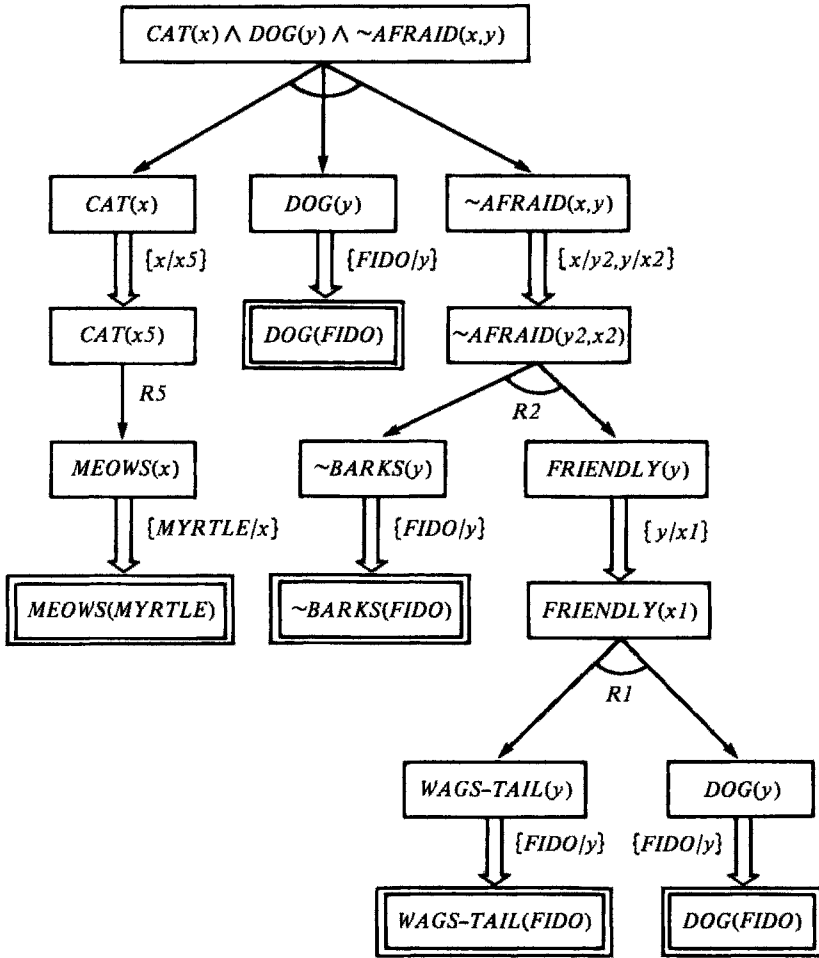 CAT(x) ∧ DOG(y) ∧ ~AFRAID(x,y)
CAT(x)
DOG(y)
~AFRAID(x,y)
{x/x5}
{FIDO/y}
{x/y2,y/x2}
CAT(x5)
DOG(FIDO)
~AFRAID(y2,x2)
R5
R2
MEOWS(x)
~BARKS(y)
FRIENDLY(y)
{MYRTLE/x}
{FIDO/y}
{y/x1}
MEOWS(MYRTLE)
~BARKS(FIDO)
FRIENDLY(x1)
R1
WAGS-TAIL(y)
DOG(y)
{FIDO/y}
{FIDO/y}
WAGS-TAIL(FIDO)
DOG(FIDO)